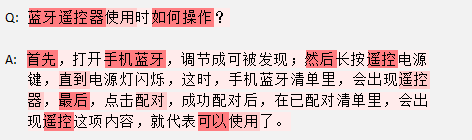 Q: 蓝牙遥控器使用时如何操作？
A: 首先，打开手机蓝牙，调节成可被发现；然后长按遥控电源
键，直到电源灯闪烁，这时，手机蓝牙清单里，会出现遥控
器，最后，点击配对，成功配对后，在已配对清单里，会出
现遥控这项内容，就代表可以使用了。